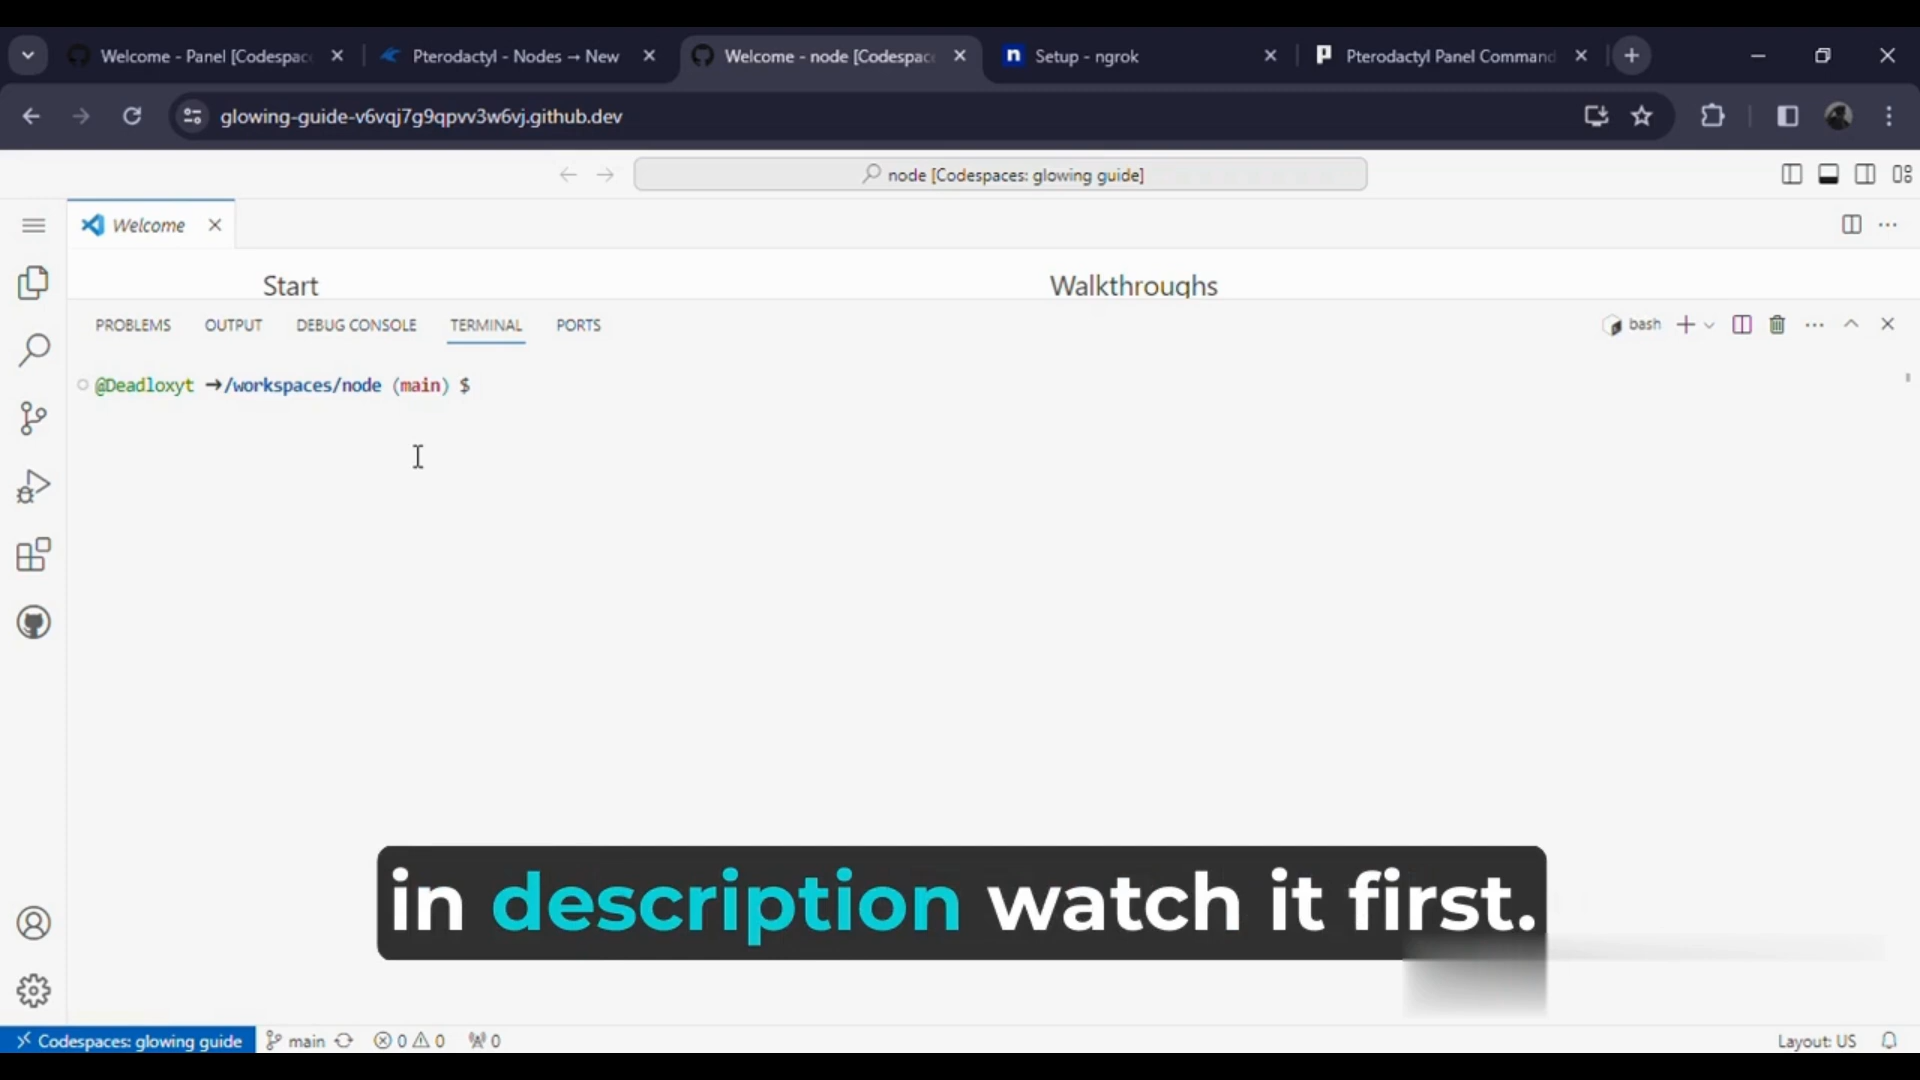 Welcome - Panel [Codespac
Pterodactyl - Nodes → New
Welcome - node [Codespac
n Setup - ngrok
Pterodactyl Panel Command
glowing-guide-v6vqj7g9qpvv3w6vj.github.dev
node [Codespaces: glowing guide]
Welcome
Start
Walkthroughs
PROBLEMS OUTPUT DEBUG CONSOLE TERMINAL PORTS
bash
@Deadloxyt →/workspaces/node (main) $
in description watch it first.
Codespaces: glowing guide main 0 0 0
Layout: US